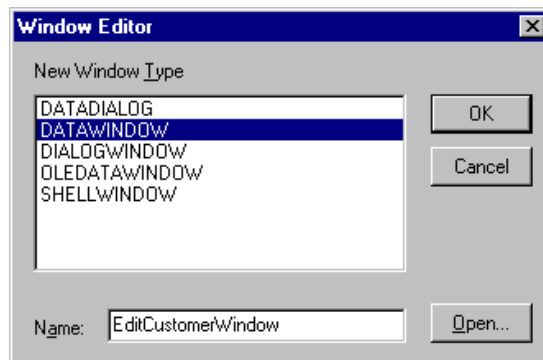 Window Editor
New Window Type
DATADIALOG
DATAWINDOW
DIALOGWINDOW
OLEDATAWINDOW
SHELLWINDOW
OK
Cancel
Name: EditCustomerWindow
Open...